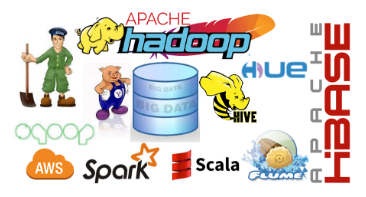 APACHE
hadoop
HUE
APACHE
HBASE
BIG DATA
BIG DATA
HIVE
sqoop
AWS
Spark
Scala
FLUME